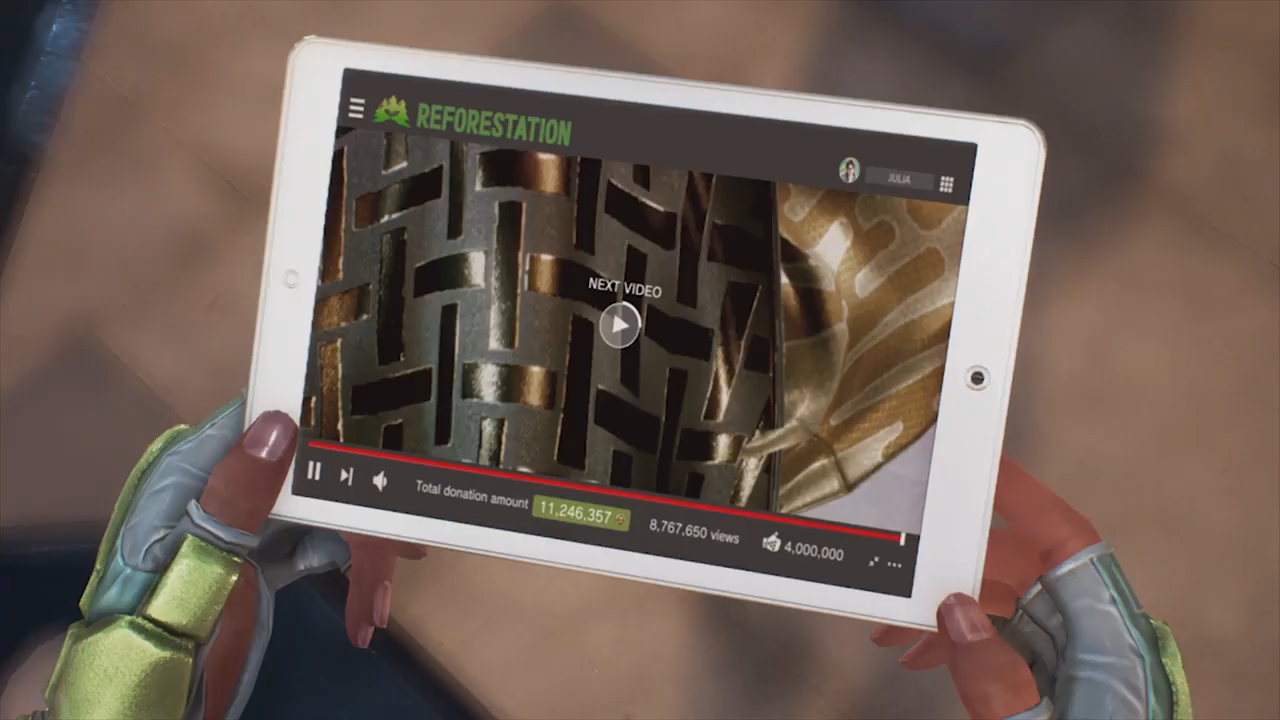 REFORESTATION
JULIA
NEXT VIDEO
Total donation amount 11,246,357 8,767,650 views 4,000,000